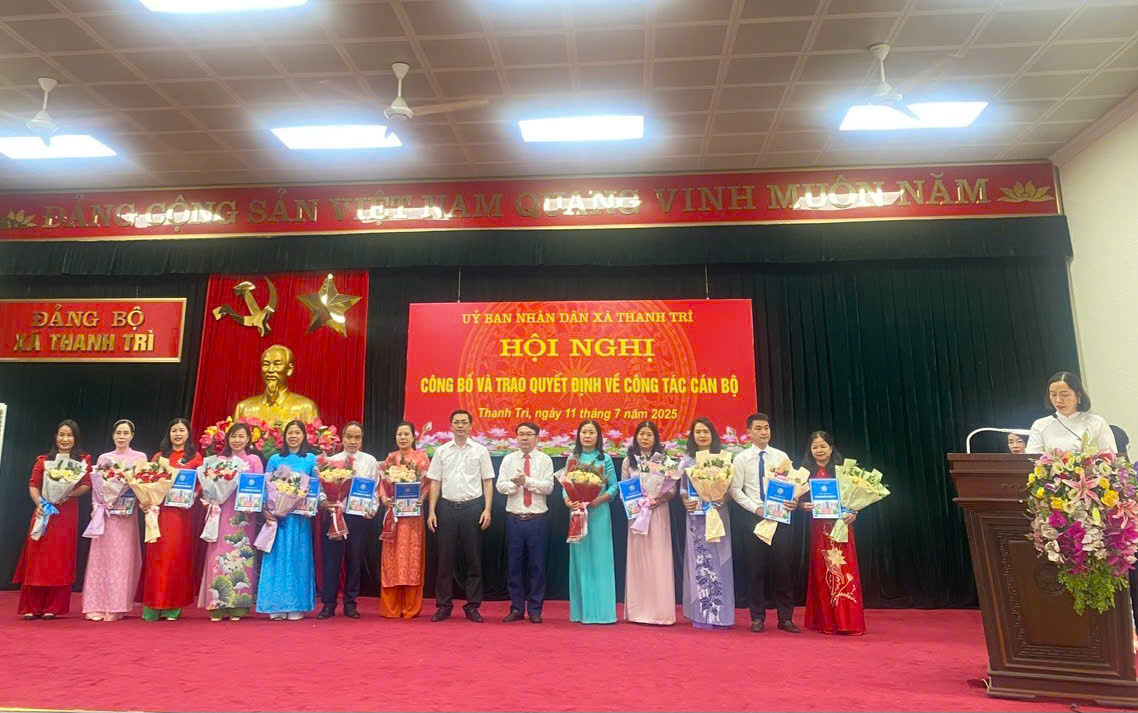 ĐẢNG CỘNG SẢN VIỆT NAM QUANG VINH MUÔN NĂM
ĐẢNG BỘ
XÃ THANH TRÌ
UỶ BAN NHÂN DÂN XÃ THANH TRÌ
HỘI NGHỊ
CÔNG BỐ VÀ TRAO QUYẾT ĐỊNH VỀ CÔNG TÁC CÁN BỘ
Thanh Trì, ngày 11 tháng 7 năm 2025